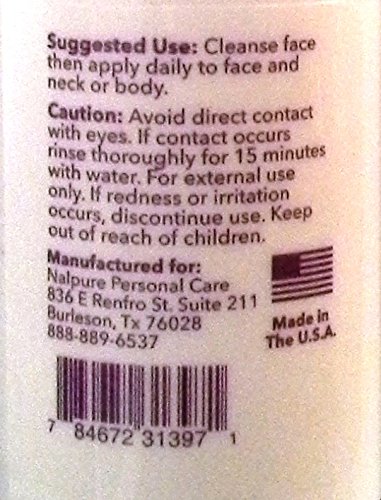 Suggested Use: Cleanse face
then apply daily to face and
neck or body.
Caution: Avoid direct contact
with eyes. If contact occurs
rinse thoroughly for 15 minutes
with water. For external use
only. If redness or irritation
occurs, discontinue use. Keep
out of reach of children.
Manufactured for:
Nalpure Personal Care
836 E Renfro St. Suite 211
Burleson, Tx 76028
888-889-6537
Made in
The U.S.A.
7 84672 31397 1